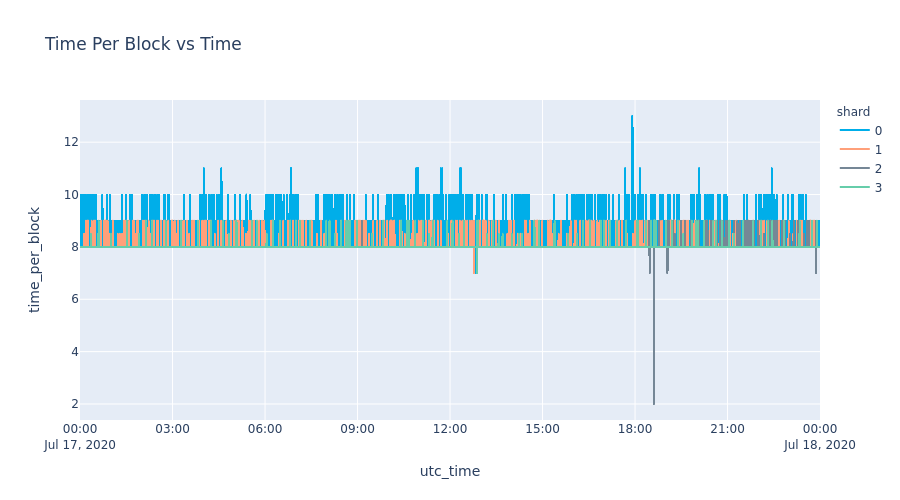 Time Per Block vs Time
shard
0
1
2
3
12
10
8
6
4
2
time_per_block
00:00 03:00 06:00 09:00 12:00 15:00 18:00 21:00 00:00
Jul 17, 2020 Jul 18, 2020
utc_time